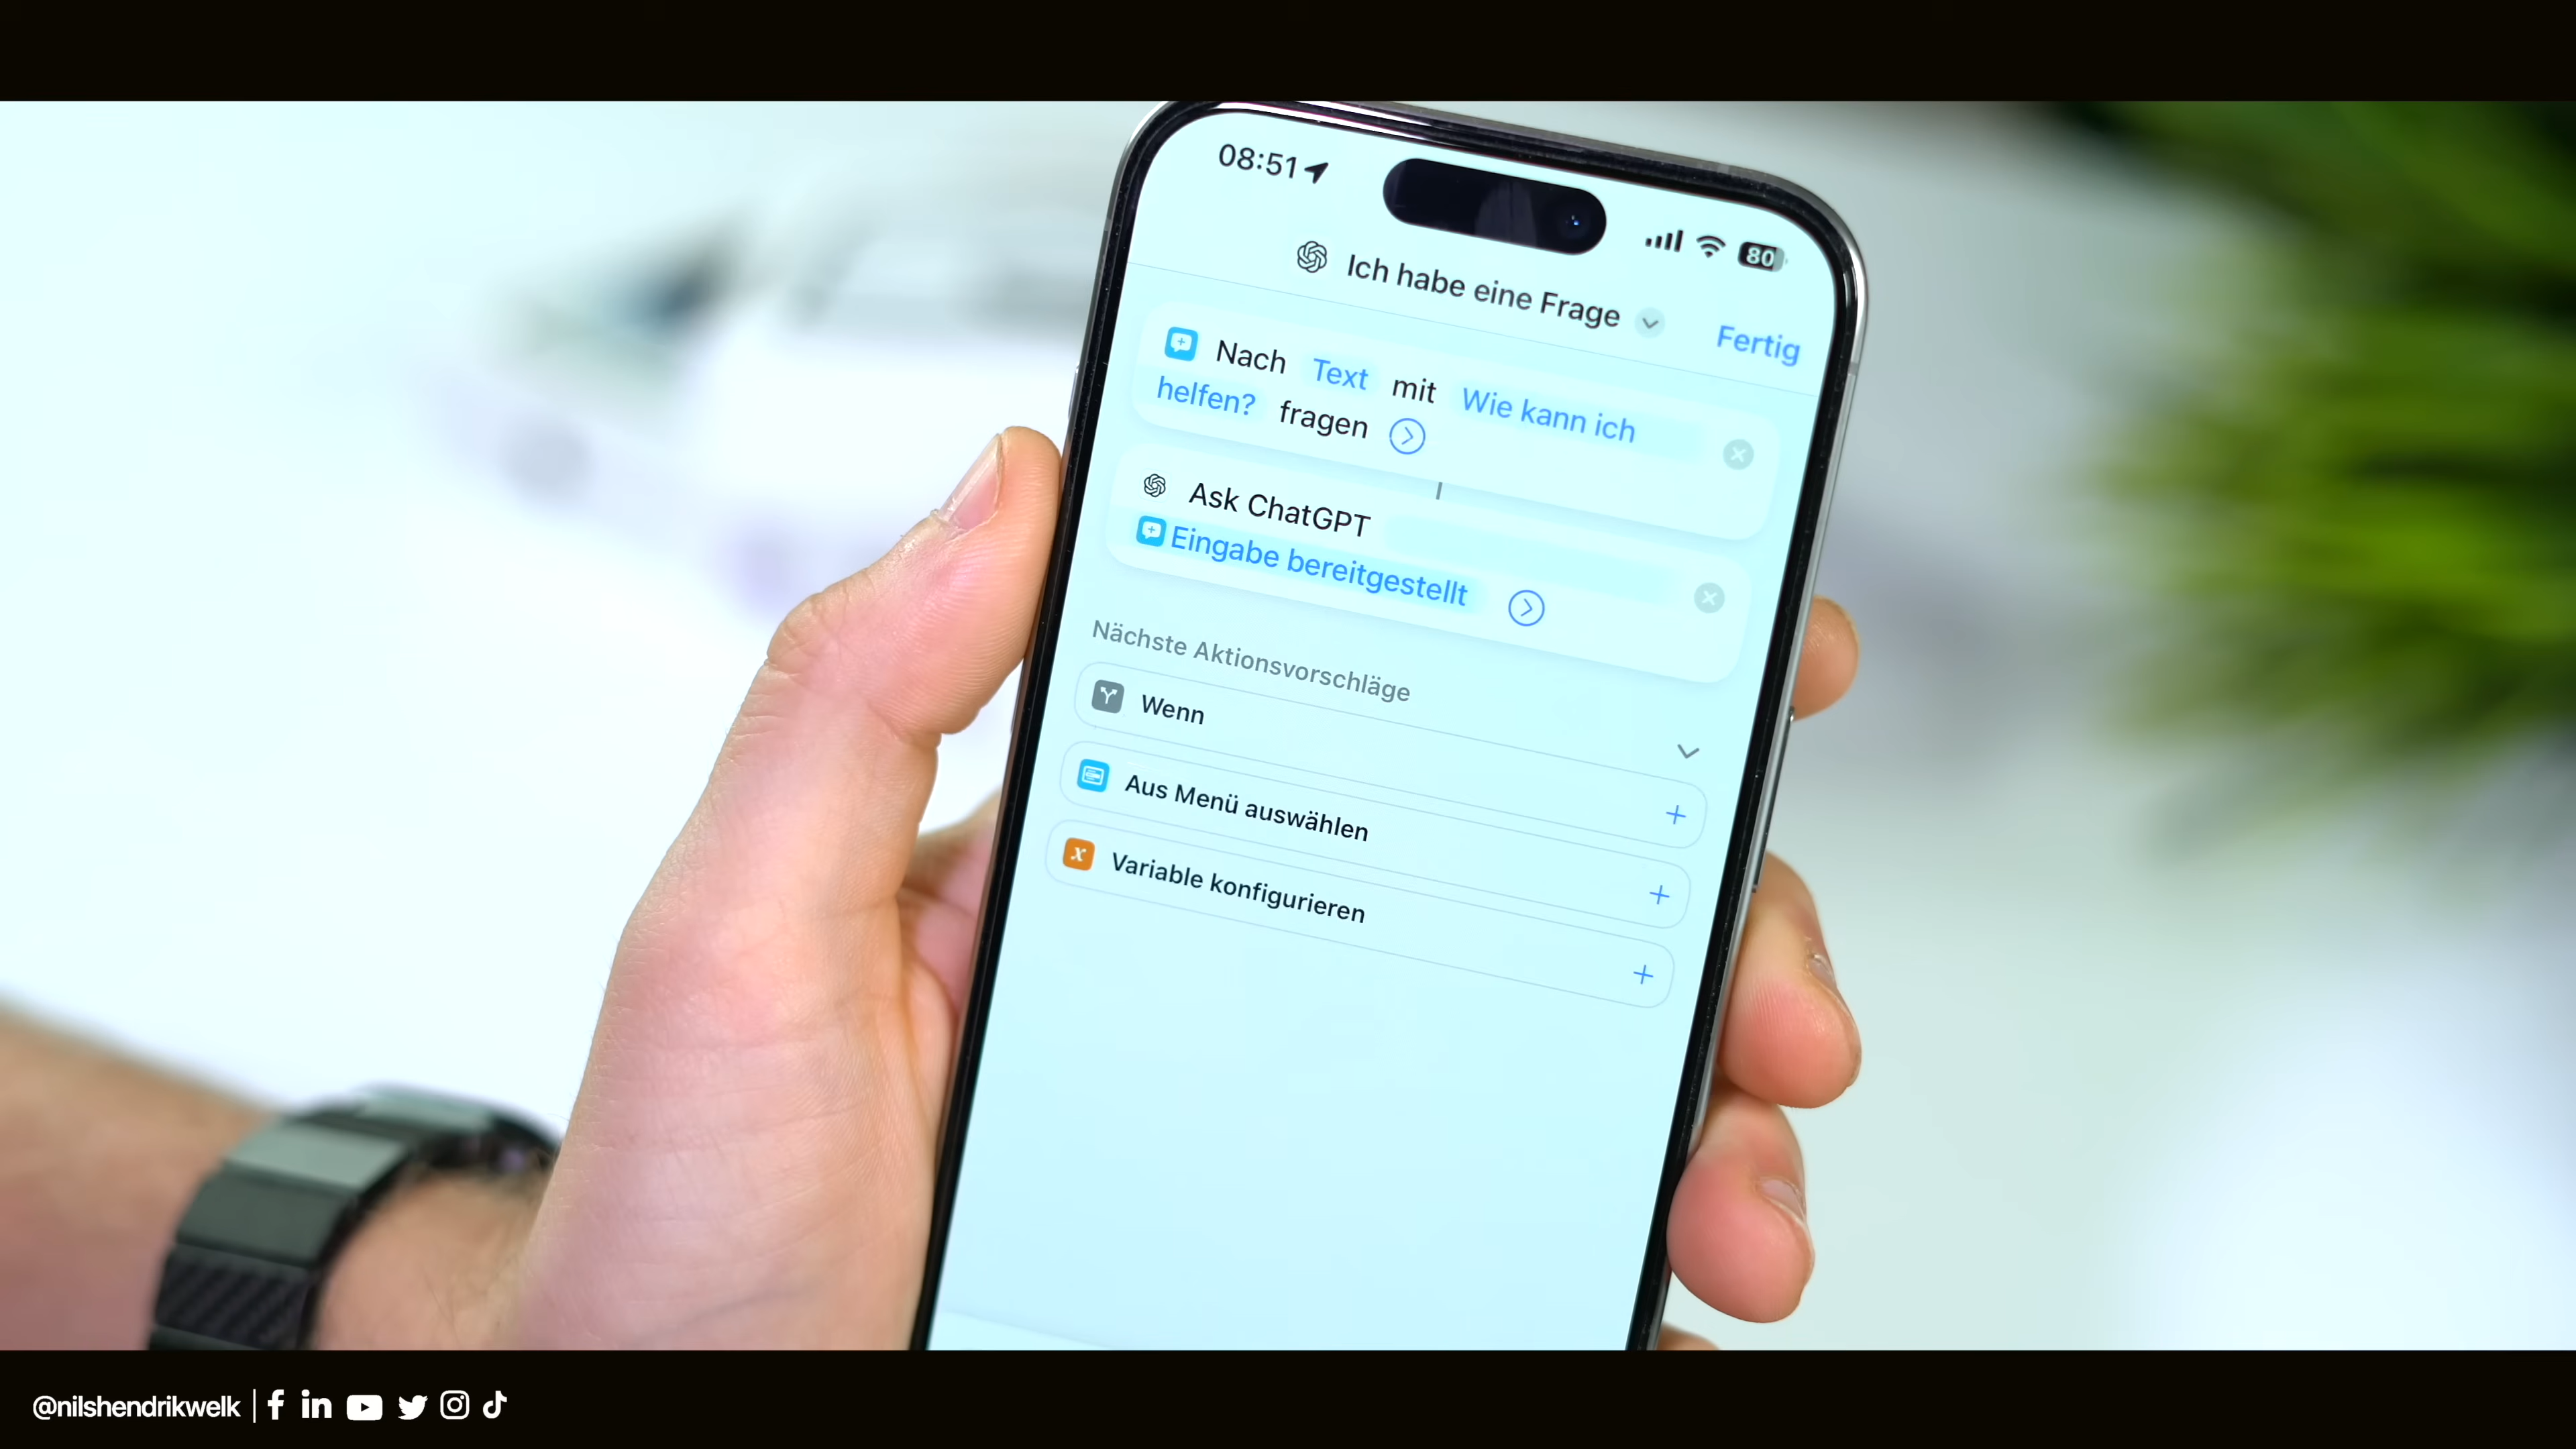 08:51
80
Ich habe eine Frage
Fertig
Nach Text mit Wie kann ich
helfen? fragen
Ask ChatGPT
Eingabe bereitgestellt
Nächste Aktionsvorschläge
Wenn
Aus Menü auswählen
x Variable konfigurieren
@nilshendrikwelk